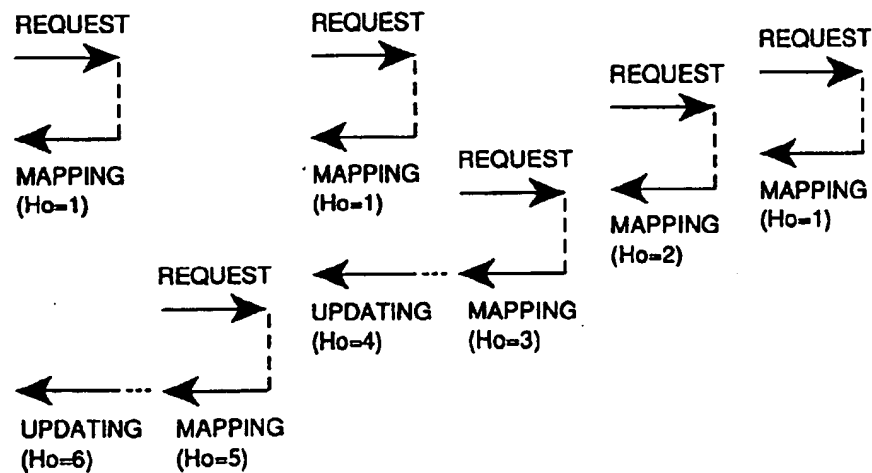 REQUEST
REQUEST
REQUEST
REQUEST
MAPPING
(Ho=1)
MAPPING
(Ho=1)
REQUEST
MAPPING
(Ho=2)
MAPPING
(Ho=1)
REQUEST
UPDATING
(Ho=4)
MAPPING
(Ho=3)
UPDATING
(Ho=6)
MAPPING
(Ho=5)